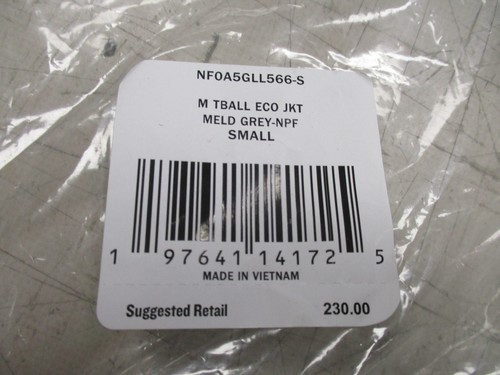 NF0A5GLL566-S
M TBALL ECO JKT
MELD GREY-NPF
SMALL
1 97641 14172 5
MADE IN VIETNAM
Suggested Retail 230.00